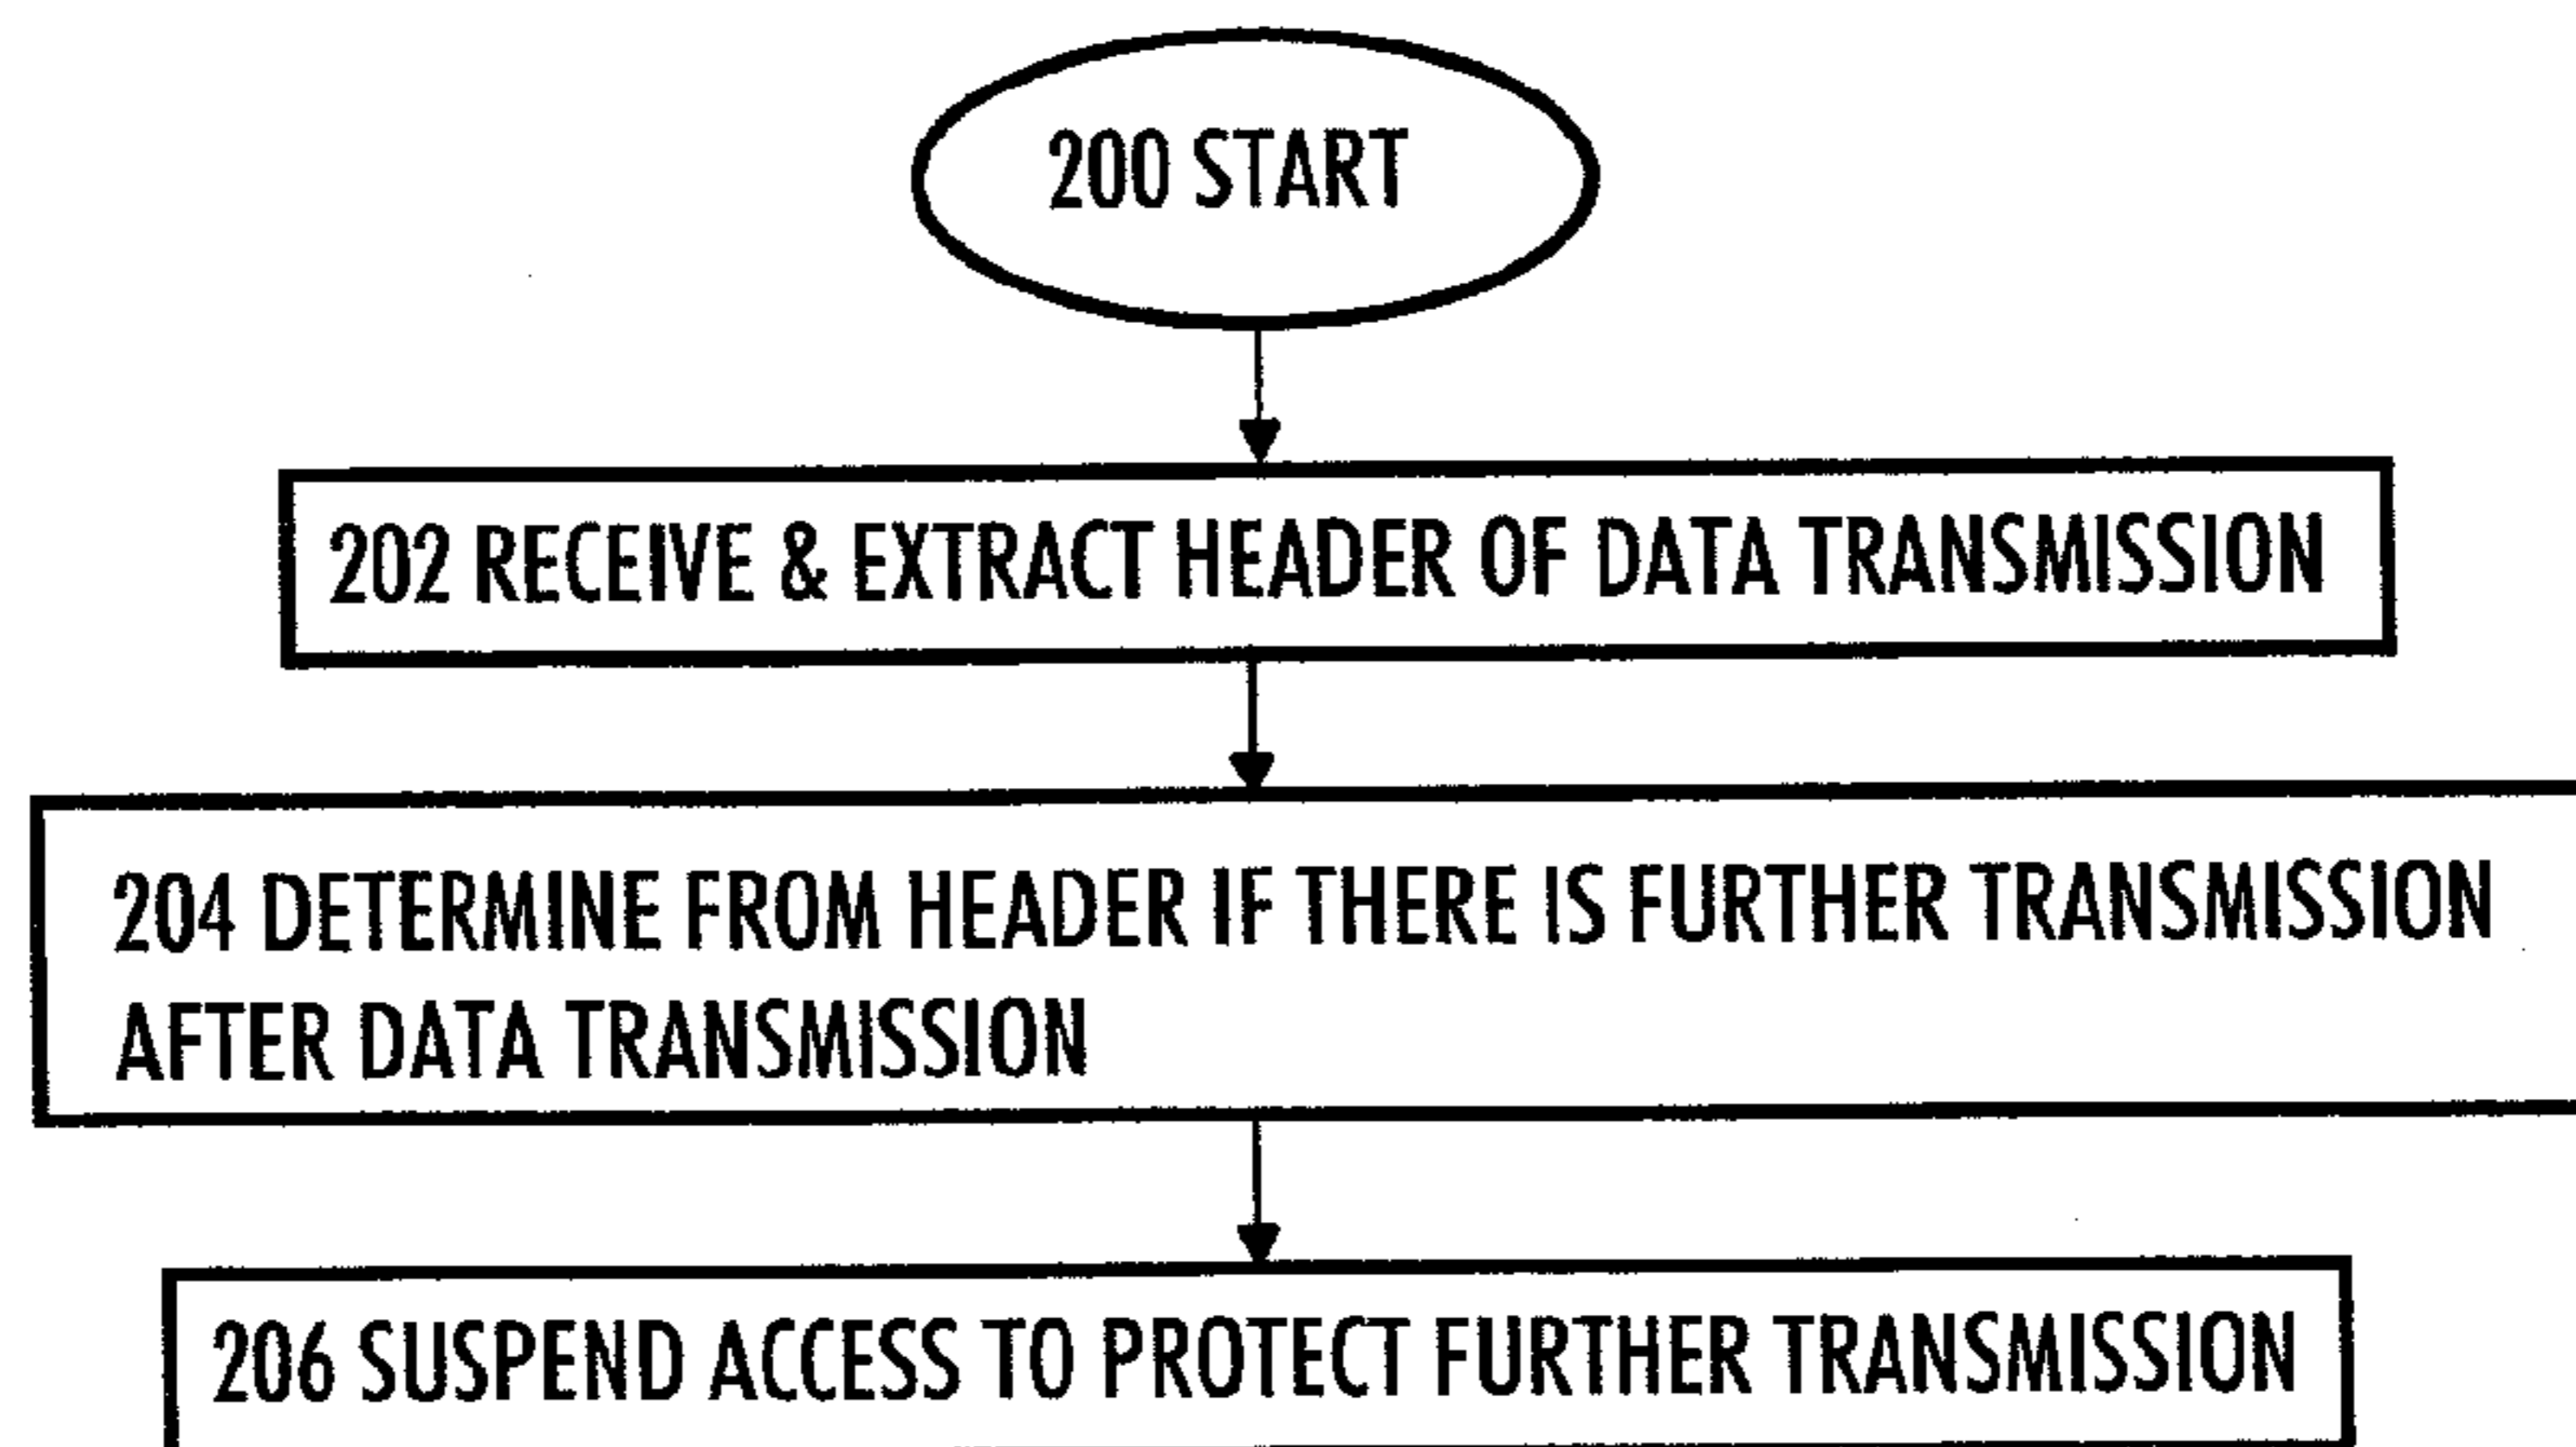 200 START
202 RECEIVE & EXTRACT HEADER OF DATA TRANSMISSION
204 DETERMINE FROM HEADER IF THERE IS FURTHER TRANSMISSION
AFTER DATA TRANSMISSION
206 SUSPEND ACCESS TO PROTECT FURTHER TRANSMISSION